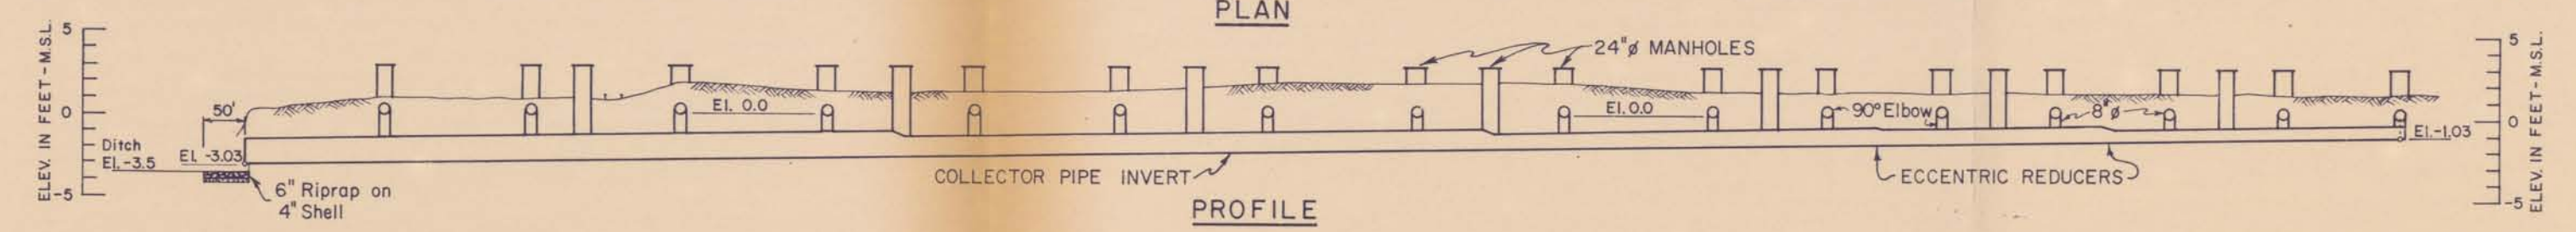 PLAN
ELEV. IN FEET-M.S.L.
5
0
-5
24"ø MANHOLES
50'
El. 0.0
El. 0.0
90° Elbow
8"ø
Ditch
El.-3.5
El. -3.03
El.-1.03
6" Riprap on
4" Shell
COLLECTOR PIPE INVERT
ECCENTRIC REDUCERS
5
0
-5
ELEV. IN FEET-M.S.L.
PROFILE